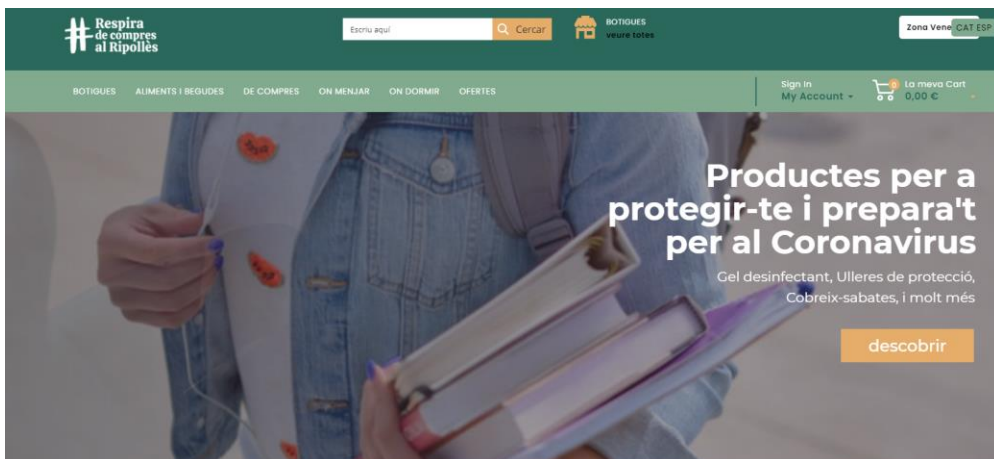 Respira
de compres
al Ripollès
Escriu aquí
Cercar
BOTIGUES
veure totes
Zona Vene
CAT ESP
BOTIGUES ALIMENTS I BEGUDES DE COMPRES ON MENJAR ON DORMIR OFERTES
Sign In
My Account
0
La meva Cart
0,00 €
Productes per a
protegir-te i prepara't
per al Coronavirus
Gel desinfectant, Ulleres de protecció,
Cobreix-sabates, i molt més
descobrir